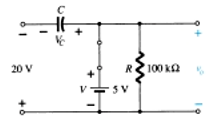 C
− − + +
V_C
+
20 V V 5 V R 100 kΩ v_o
−
+ −